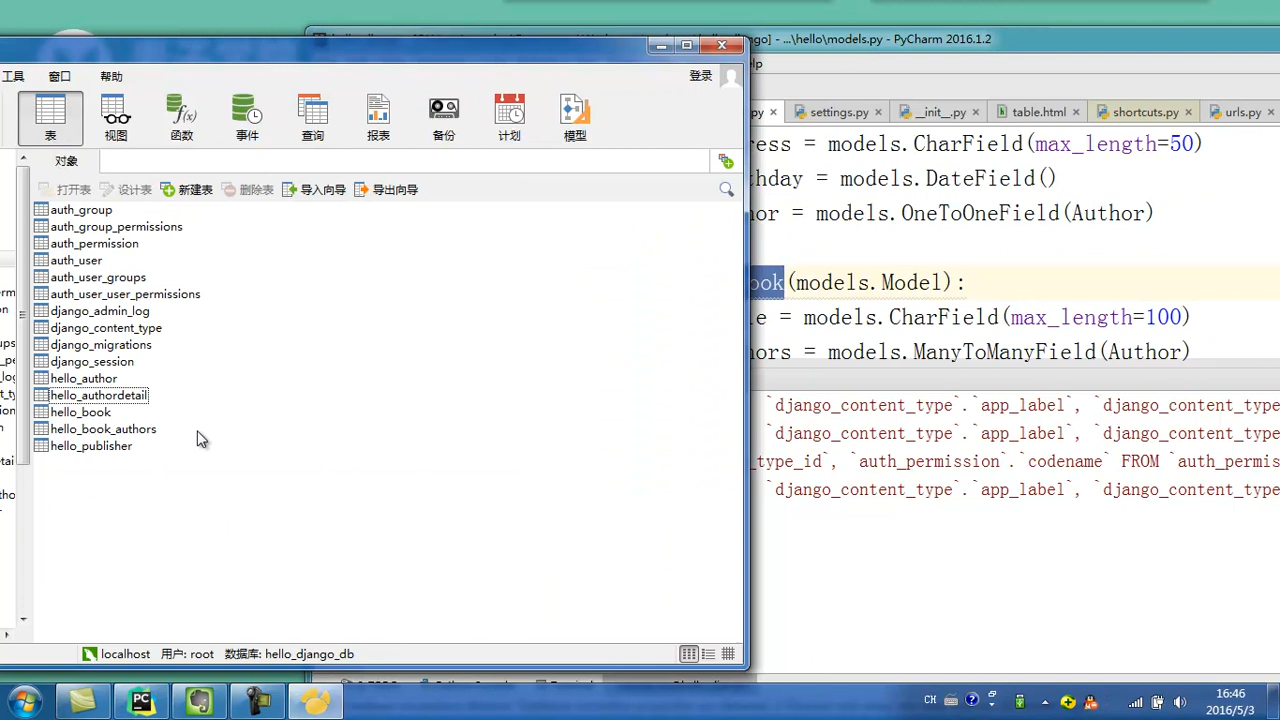 ngo] - ...\hello\models.py - PyCharm 2016.1.2
工具 窗口 帮助 登录
表 视图 函数 事件 查询 报表 备份 计划 模型
对象
打开表 设计表 新建表 删除表 导入向导 导出向导
auth_group
auth_group_permissions
auth_permission
auth_user
auth_user_groups
auth_user_user_permissions
django_admin_log
django_content_type
django_migrations
django_session
hello_author
hello_authordetail
hello_book
hello_book_authors
hello_publisher
localhost 用户: root 数据库: hello_django_db
elp
py settings.py __init__.py table.html shortcuts.py urls.py
ress = models.CharField(max_length=50)
thday = models.DateField()
hor = models.OneToOneField(Author)
ook(models.Model):
le = models.CharField(max_length=100)
hors = models.ManyToManyField(Author)
`django_content_type`.`app_label`, `django_content_type
`django_content_type`.`app_label`, `django_content_type
_type_id`, `auth_permission`.`codename` FROM `auth_permis
`django_content_type`.`app_label`, `django_content_type
CH
16:46
2016/5/3